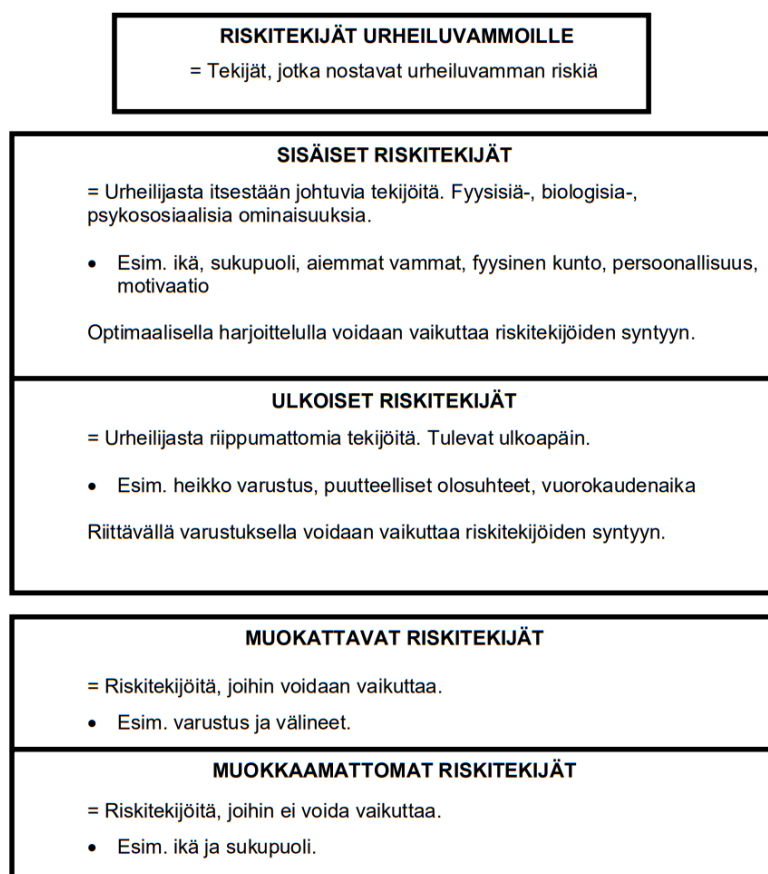 RISKITEKIJÄT URHEILUVAMMOILLE
= Tekijät, jotka nostavat urheiluvamman riskiä
SISÄISET RISKITEKIJÄT
= Urheilijasta itsestään johtuvia tekijöitä. Fyysisiä-, biologisia-,
psykososiaalisia ominaisuuksia.
• Esim. ikä, sukupuoli, aiemmat vammat, fyysinen kunto, persoonallisuus,
motivaatio
Optimaalisella harjoittelulla voidaan vaikuttaa riskitekijöiden syntyyn.
ULKOISET RISKITEKIJÄT
= Urheilijasta riippumattomia tekijöitä. Tulevat ulkoapäin.
• Esim. heikko varustus, puutteelliset olosuhteet, vuorokaudenaika
Riittävällä varustuksella voidaan vaikuttaa riskitekijöiden syntyyn.
MUOKATTAVAT RISKITEKIJÄT
= Riskitekijöitä, joihin voidaan vaikuttaa.
• Esim. varustus ja välineet.
MUOKKAAMATTOMAT RISKITEKIJÄT
= Riskitekijöitä, joihin ei voida vaikuttaa.
• Esim. ikä ja sukupuoli.